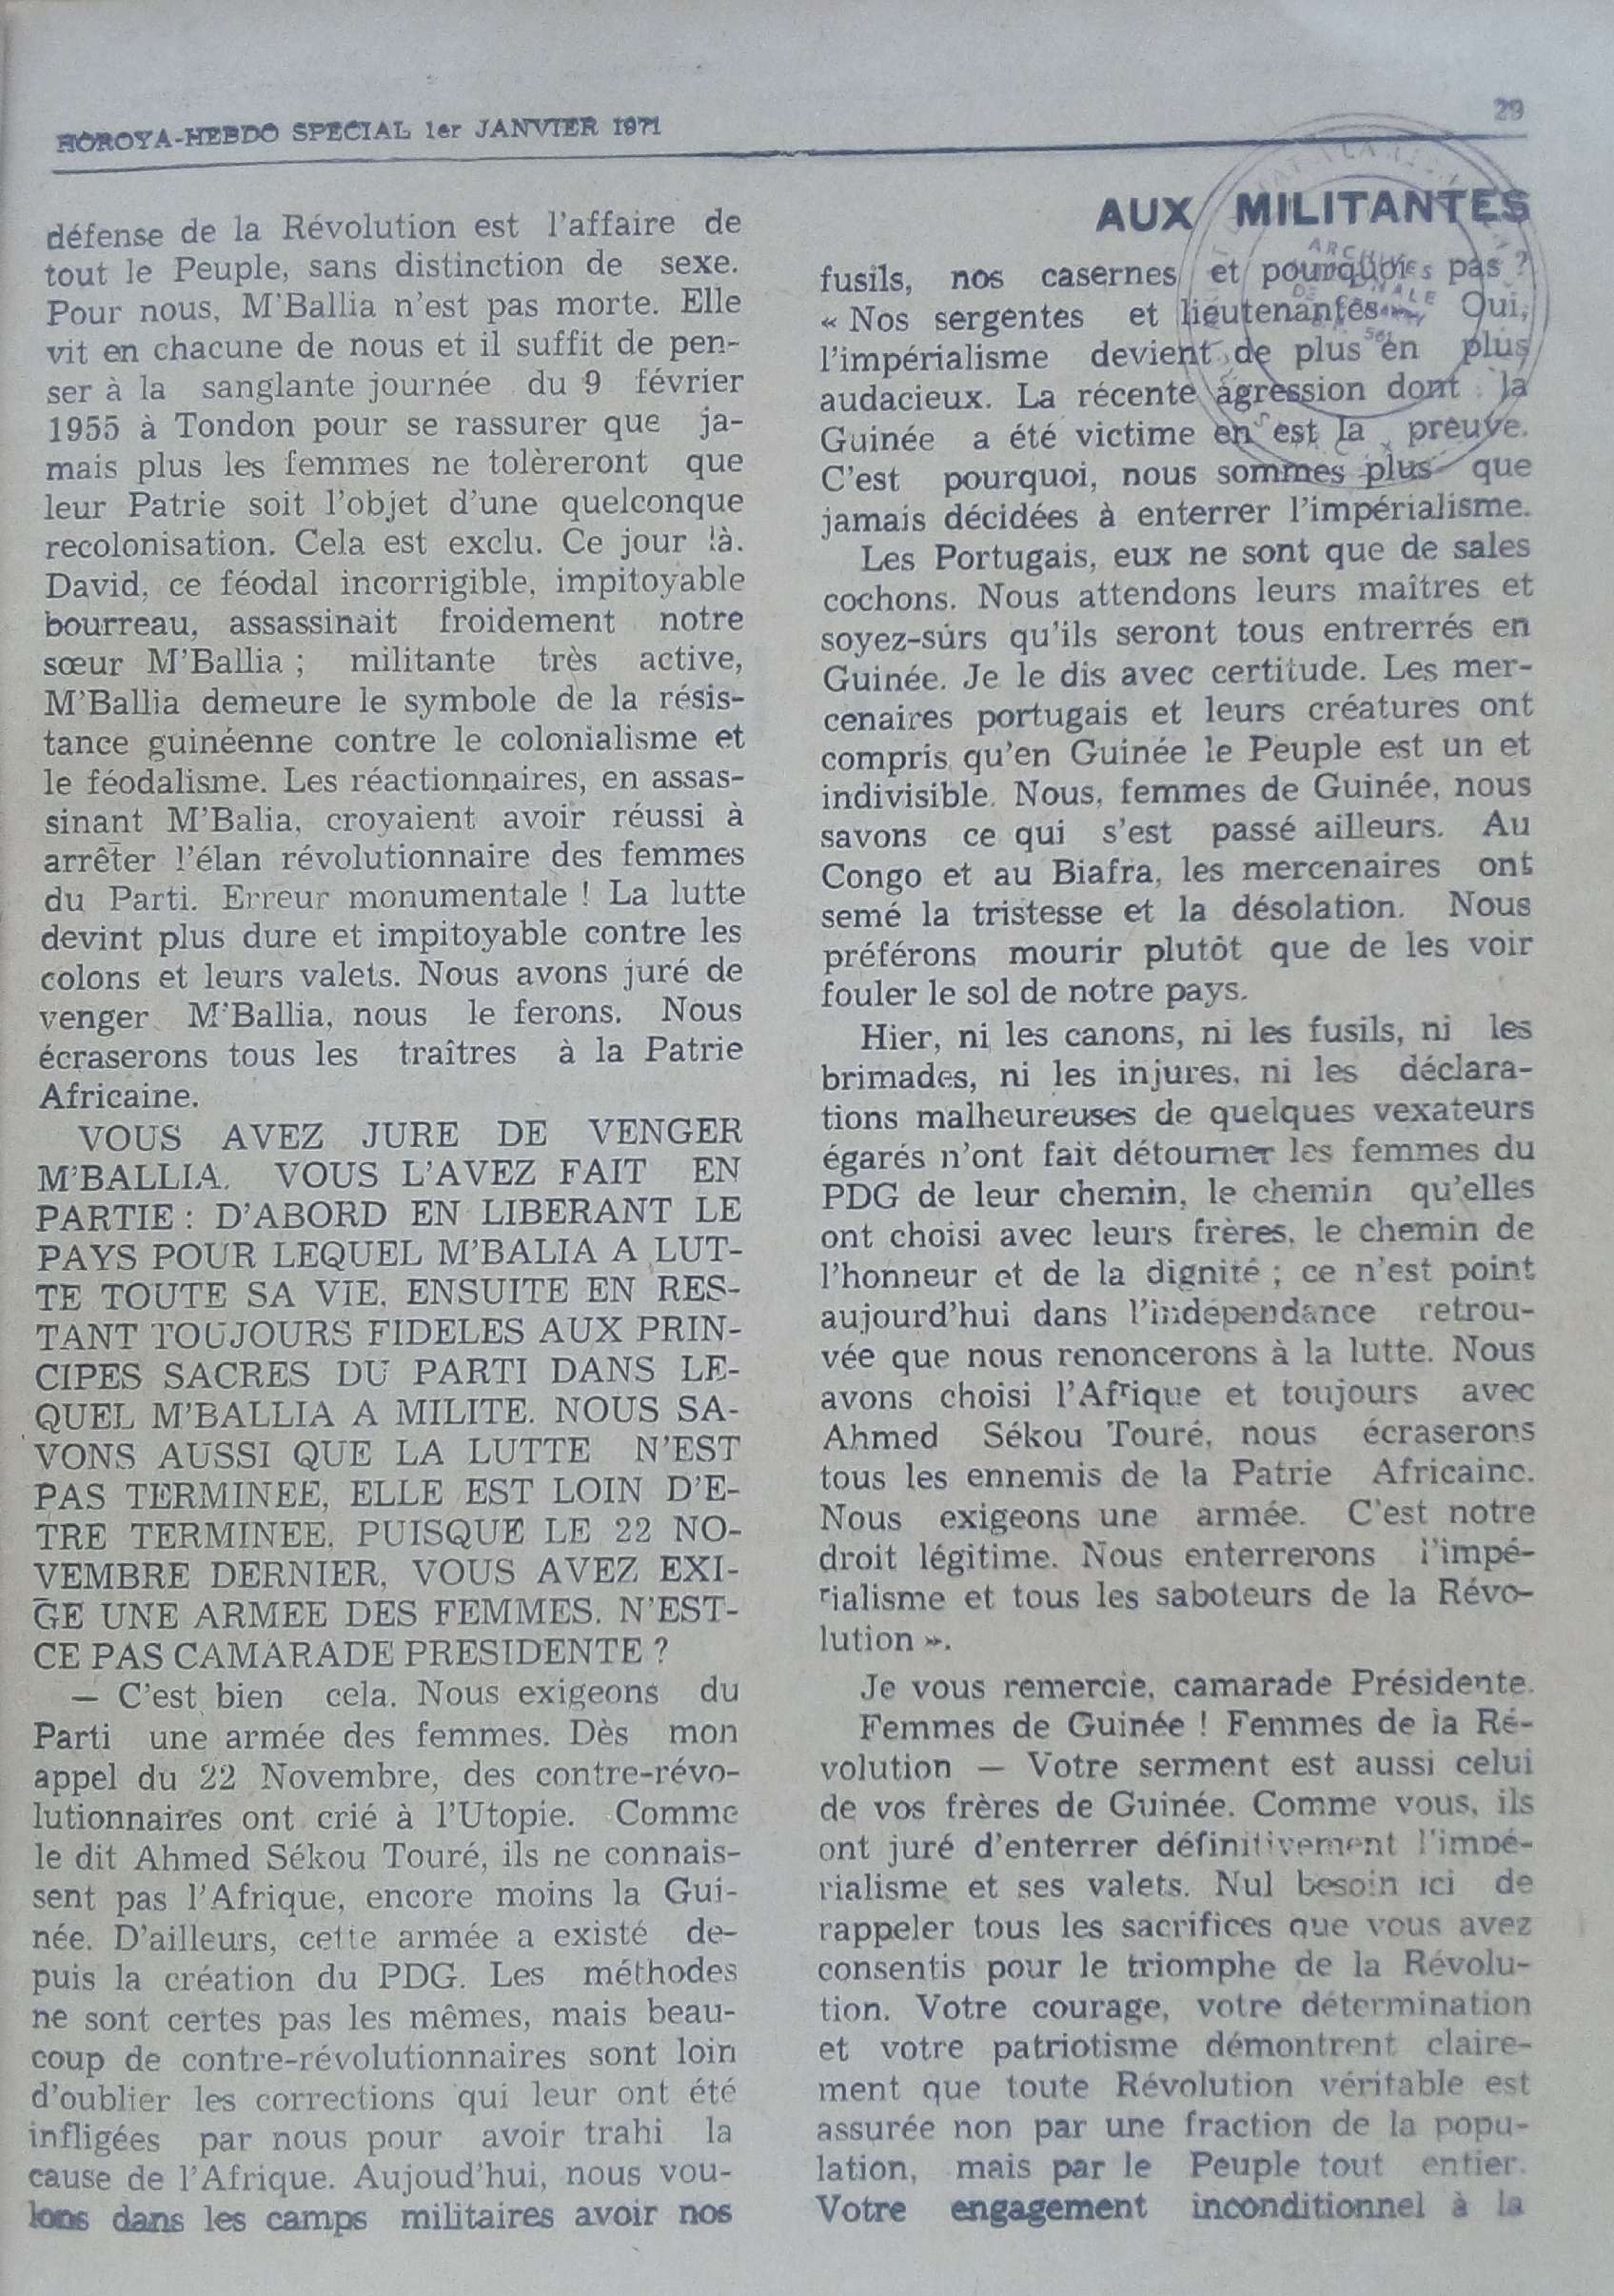 HOROYA-HEBDO SPECIAL 1er JANVIER 1971
29
défense de la Révolution est l'affaire de
tout le Peuple, sans distinction de sexe.
Pour nous, M'Ballia n'est pas morte. Elle
vit en chacune de nous et il suffit de pen-
ser à la sanglante journée du 9 février
1955 à Tondon pour se rassurer que ja-
mais plus les femmes ne tolèreront que
leur Patrie soit l'objet d'une quelconque
recolonisation. Cela est exclu. Ce jour là.
David, ce féodal incorrigible, impitoyable
bourreau, assassinait froidement notre
sœur M'Ballia ; militante très active,
M'Ballia demeure le symbole de la résis-
tance guinéenne contre le colonialisme et
le féodalisme. Les réactionnaires, en assas-
sinant M'Balia, croyaient avoir réussi à
arrêter l'élan révolutionnaire des femmes
du Parti. Erreur monumentale ! La lutte
devint plus dure et impitoyable contre les
colons et leurs valets. Nous avons juré de
venger M'Ballia, nous le ferons. Nous
écraserons tous les traîtres à la Patrie
Africaine.
VOUS AVEZ JURE DE VENGER
M'BALLIA. VOUS L'AVEZ FAIT EN
PARTIE : D'ABORD EN LIBERANT LE
PAYS POUR LEQUEL M'BALIA A LUT-
TE TOUTE SA VIE, ENSUITE EN RES-
TANT TOUJOURS FIDELES AUX PRIN-
CIPES SACRES DU PARTI DANS LE-
QUEL M'BALLIA A MILITE. NOUS SA-
VONS AUSSI QUE LA LUTTE N'EST
PAS TERMINEE, ELLE EST LOIN D'E-
TRE TERMINEE, PUISQUE LE 22 NO-
VEMBRE DERNIER, VOUS AVEZ EXI-
GE UNE ARMEE DES FEMMES. N'EST-
CE PAS CAMARADE PRESIDENTE ?
— C'est bien cela. Nous exigeons du
Parti une armée des femmes. Dès mon
appel du 22 Novembre, des contre-révo-
lutionnaires ont crié à l'Utopie. Comme
le dit Ahmed Sékou Touré, ils ne connais-
sent pas l'Afrique, encore moins la Gui-
née. D'ailleurs, cette armée a existé de-
puis la création du PDG. Les méthodes
ne sont certes pas les mêmes, mais beau-
coup de contre-révolutionnaires sont loin
d'oublier les corrections qui leur ont été
infligées par nous pour avoir trahi la
cause de l'Afrique. Aujoud'hui, nous vou-
lons dans les camps militaires avoir nos
AUX MILITANTES
fusils, nos casernes et pourquoi pas ?
« Nos sergentes et lieutenantes Oui,
l'impérialisme devient de plus en plus
audacieux. La récente agression dont la
Guinée a été victime en est la preuve.
C'est pourquoi, nous sommes plus que
jamais décidées à enterrer l'impérialisme.
Les Portugais, eux ne sont que de sales
cochons. Nous attendons leurs maîtres et
soyez-sûrs qu'ils seront tous entrerrés en
Guinée. Je le dis avec certitude. Les mer-
cenaires portugais et leurs créatures ont
compris qu'en Guinée le Peuple est un et
indivisible. Nous, femmes de Guinée, nous
savons ce qui s'est passé ailleurs. Au
Congo et au Biafra, les mercenaires ont
semé la tristesse et la désolation. Nous
préférons mourir plutôt que de les voir
fouler le sol de notre pays.
Hier, ni les canons, ni les fusils, ni les
brimades, ni les injures, ni les déclara-
tions malheureuses de quelques vexateurs
égarés n'ont fait détourner les femmes du
PDG de leur chemin, le chemin qu'elles
ont choisi avec leurs frères, le chemin de
l'honneur et de la dignité ; ce n'est point
aujourd'hui dans l'indépendance retrou-
vée que nous renoncerons à la lutte. Nous
avons choisi l'Afrique et toujours avec
Ahmed Sékou Touré, nous écraserons
tous les ennemis de la Patrie Africaine.
Nous exigeons une armée. C'est notre
droit légitime. Nous enterrerons l'impé-
rialisme et tous les saboteurs de la Révo-
lution ».
Je vous remercie, camarade Présidente.
Femmes de Guinée ! Femmes de la Ré-
volution — Votre serment est aussi celui
de vos frères de Guinée. Comme vous, ils
ont juré d'enterrer définitivement l'impé-
rialisme et ses valets. Nul besoin ici de
rappeler tous les sacrifices que vous avez
consentis pour le triomphe de la Révolu-
tion. Votre courage, votre détermination
et votre patriotisme démontrent claire-
ment que toute Révolution véritable est
assurée non par une fraction de la popu-
lation, mais par le Peuple tout entier.
Votre engagement inconditionnel à la